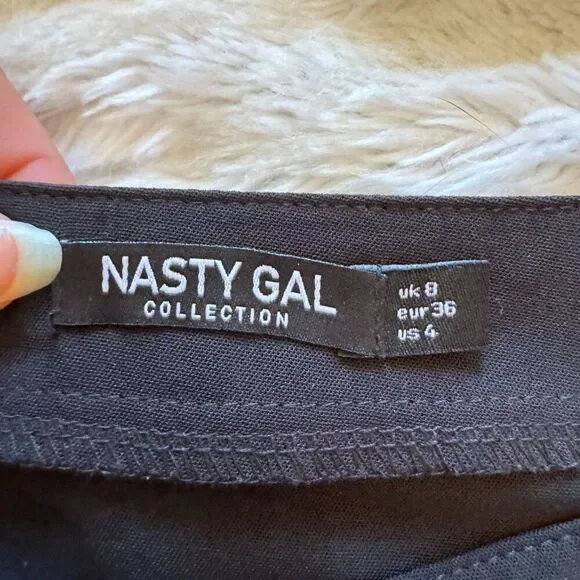 NASTY GAL
COLLECTION
uk 8
eur 36
us 4